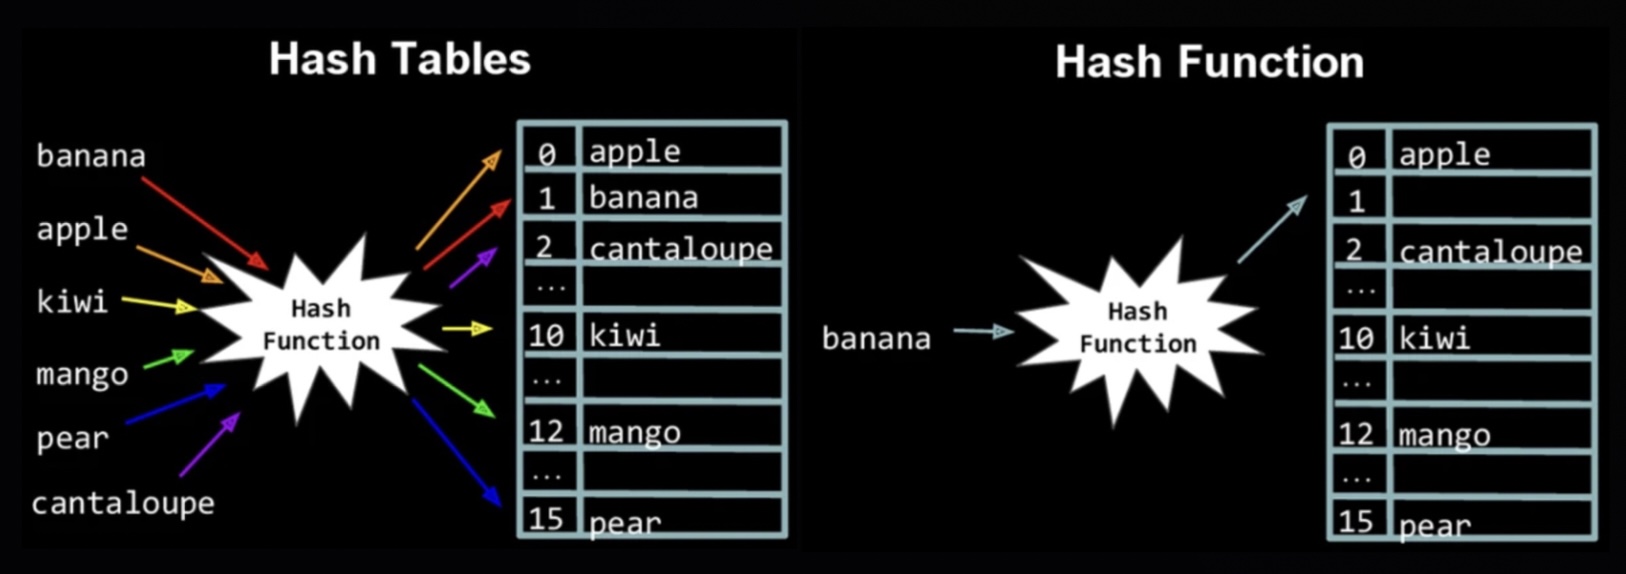 Hash Tables
banana
apple
kiwi
mango
pear
cantaloupe
Hash
Function
0 apple
1 banana
2 cantaloupe
...
10 kiwi
...
12 mango
...
15 pear
Hash Function
banana
Hash
Function
0 apple
1
2 cantaloupe
...
10 kiwi
...
12 mango
...
15 pear